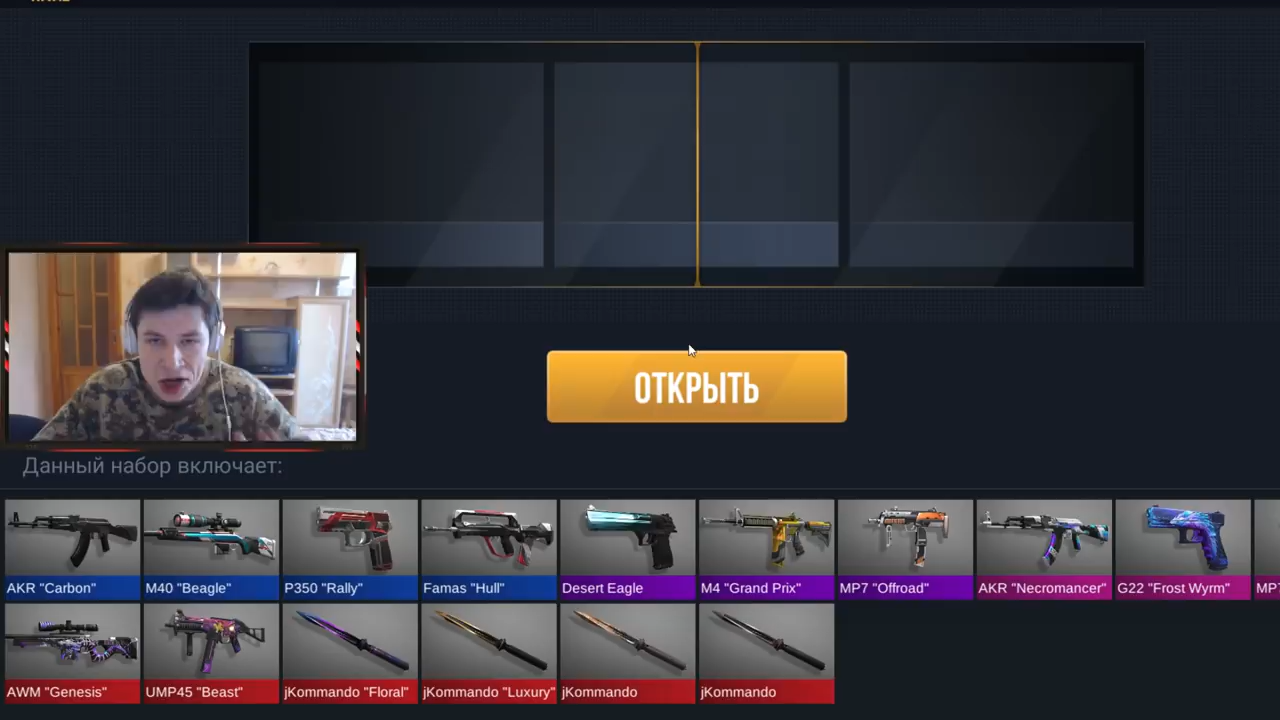 ОТКРЫТЬ
Данный набор включает:
AKR "Carbon" M40 "Beagle" P350 "Rally" Famas "Hull" Desert Eagle M4 "Grand Prix" MP7 "Offroad" AKR "Necromancer" G22 "Frost Wyrm" MP7
AWM "Genesis" UMP45 "Beast" jKommando "Floral" jKommando "Luxury" jKommando jKommando